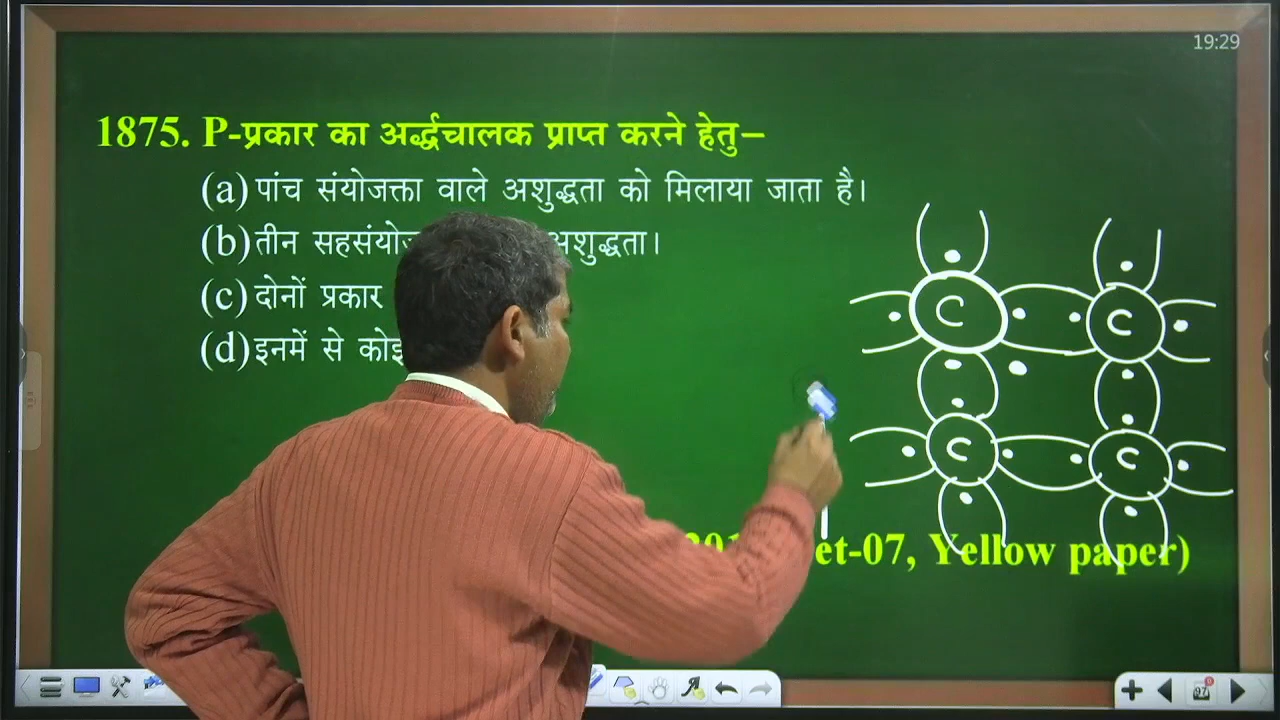 19:29
1875. P-प्रकार का अर्द्धचालक प्राप्त करने हेतु–
(a) पांच संयोजक्ता वाले अशुद्धता को मिलाया जाता है।
(b) तीन अशुद्धता।
(c) दोनों प्रकार
(d) इनमें से
et-07, Yellow paper)
C C
C C
97